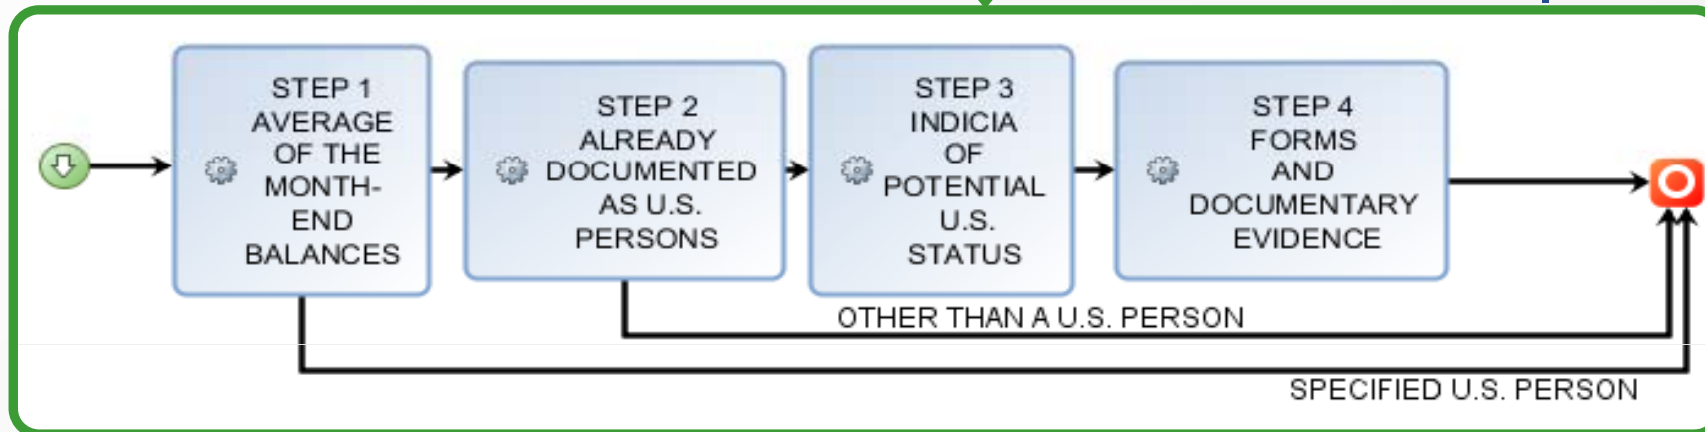 STEP 1
AVERAGE
OF THE
MONTH-
END
BALANCES
STEP 2
ALREADY
DOCUMENTED
AS U.S.
PERSONS
STEP 3
INDICIA
OF
POTENTIAL
U.S.
STATUS
STEP 4
FORMS
AND
DOCUMENTARY
EVIDENCE
OTHER THAN A U.S. PERSON
SPECIFIED U.S. PERSON